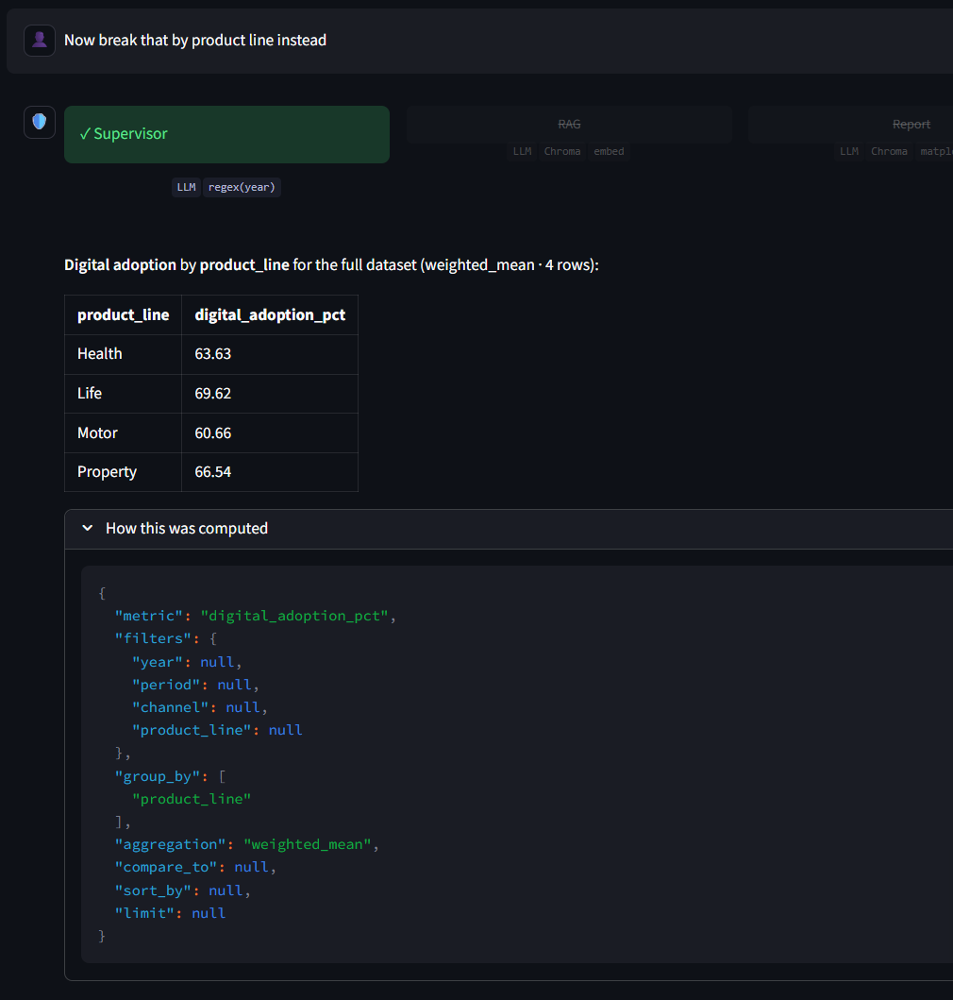 Now break that by product line instead
✓ Supervisor
RAG
Report
LLM Chroma embed
LLM Chroma
LLM regex(year)
Digital adoption by product_line for the full dataset (weighted_mean · 4 rows):
product_line digital_adoption_pct
Health 63.63
Life 69.62
Motor 60.66
Property 66.54
How this was computed
{
"metric": "digital_adoption_pct",
"filters": {
"year": null,
"period": null,
"channel": null,
"product_line": null
},
"group_by": [
"product_line"
],
"aggregation": "weighted_mean",
"compare_to": null,
"sort_by": null,
"limit": null
}